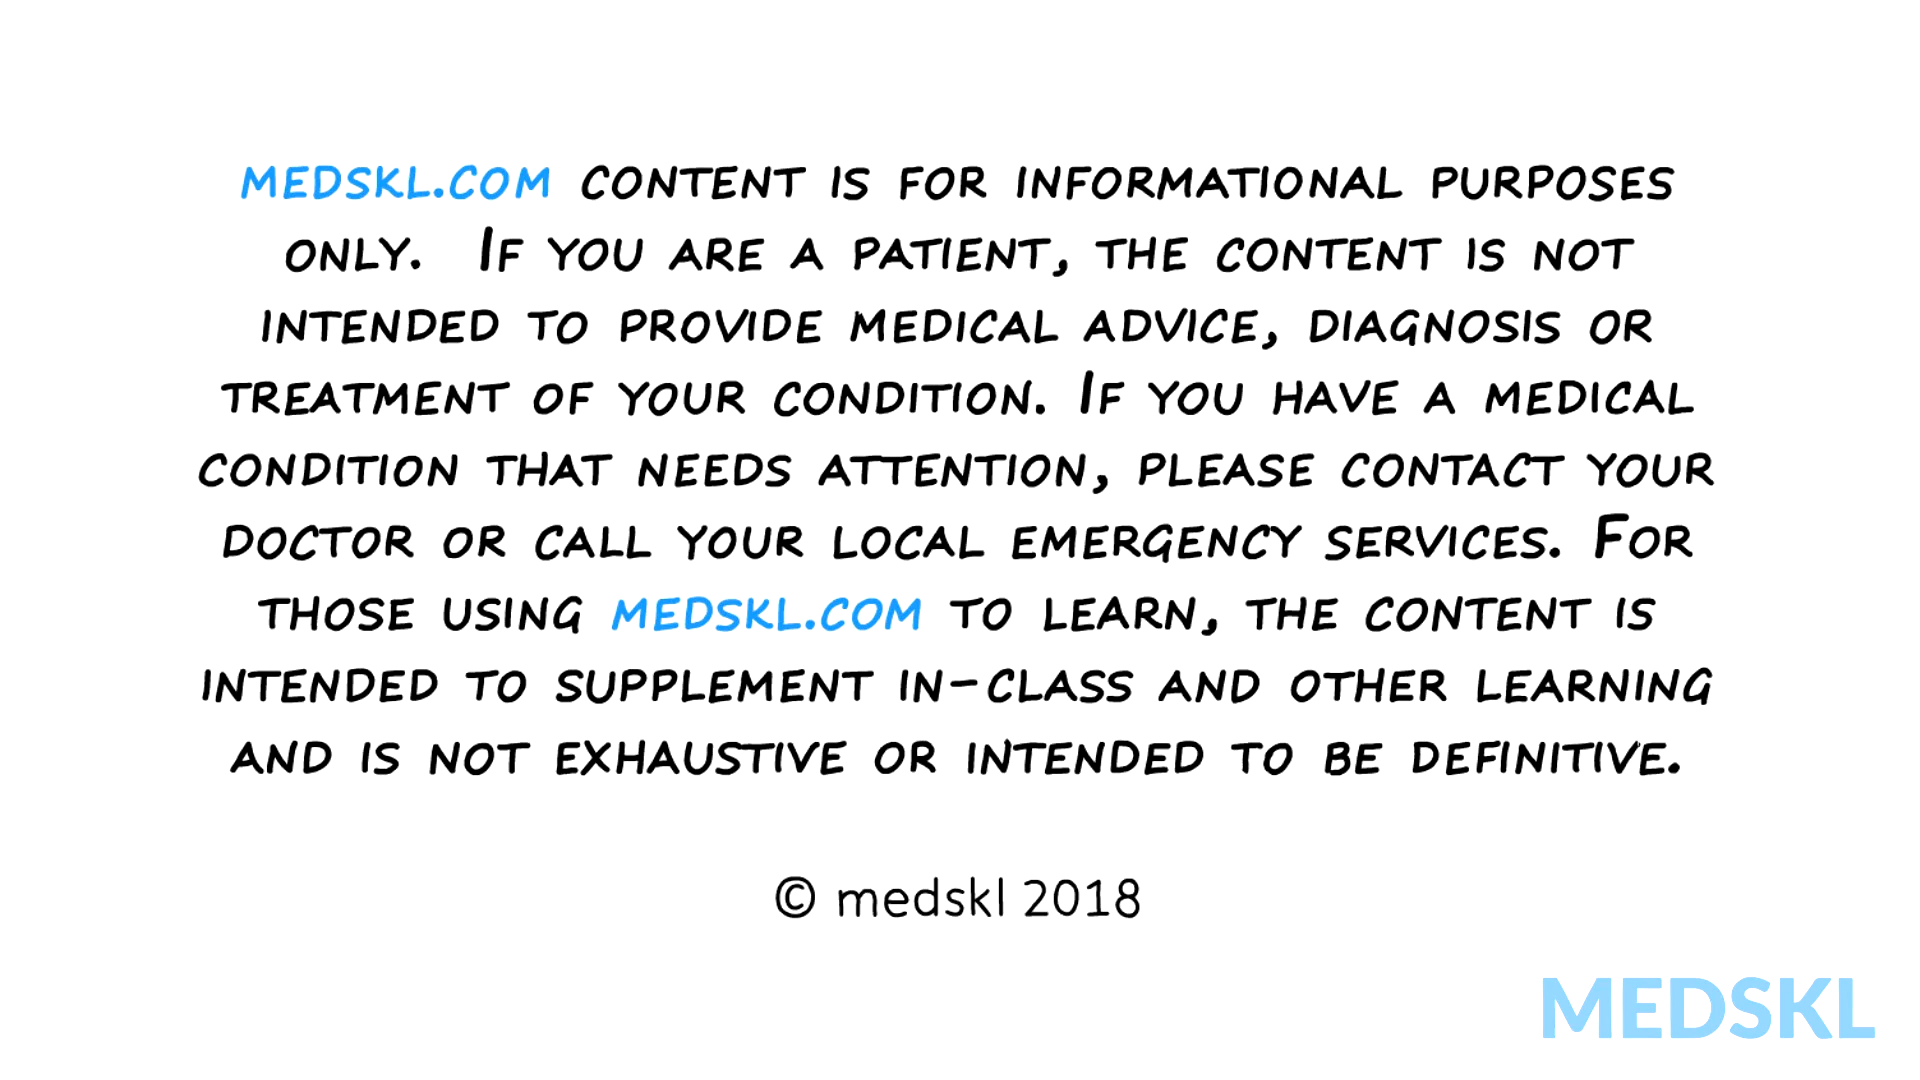 MEDSKL.COM CONTENT IS FOR INFORMATIONAL PURPOSES
ONLY. IF YOU ARE A PATIENT, THE CONTENT IS NOT
INTENDED TO PROVIDE MEDICAL ADVICE, DIAGNOSIS OR
TREATMENT OF YOUR CONDITION. IF YOU HAVE A MEDICAL
CONDITION THAT NEEDS ATTENTION, PLEASE CONTACT YOUR
DOCTOR OR CALL YOUR LOCAL EMERGENCY SERVICES. FOR
THOSE USING MEDSKL.COM TO LEARN, THE CONTENT IS
INTENDED TO SUPPLEMENT IN-CLASS AND OTHER LEARNING
AND IS NOT EXHAUSTIVE OR INTENDED TO BE DEFINITIVE.
© medskl 2018
MEDSKL